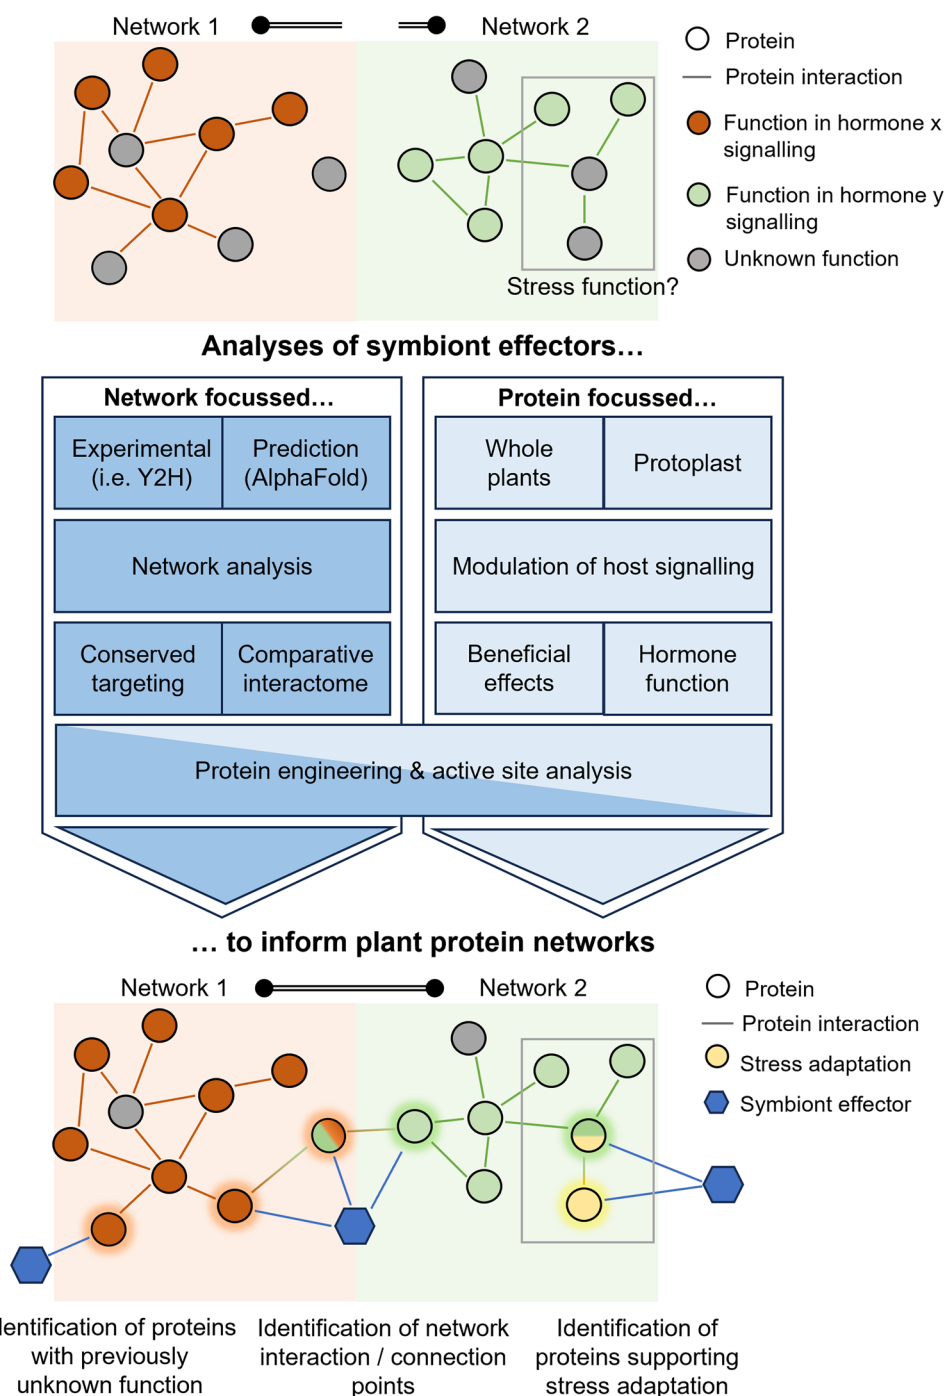 Network 1
Network 2
Protein
Protein interaction
Function in hormone x
signalling
Function in hormone y
signalling
Unknown function
Stress function?
Analyses of symbiont effectors...
Network focussed...
Protein focussed...
Experimental
(i.e. Y2H)
Prediction
(AlphaFold)
Whole
plants
Protoplast
Network analysis
Modulation of host signalling
Conserved
targeting
Comparative
interactome
Beneficial
effects
Hormone
function
Protein engineering & active site analysis
... to inform plant protein networks
Network 1
Network 2
Protein
Protein interaction
Stress adaptation
Symbiont effector
dentification of proteins
with previously
unknown function
Identification of network
interaction / connection
points
Identification of
proteins supporting
stress adaptation